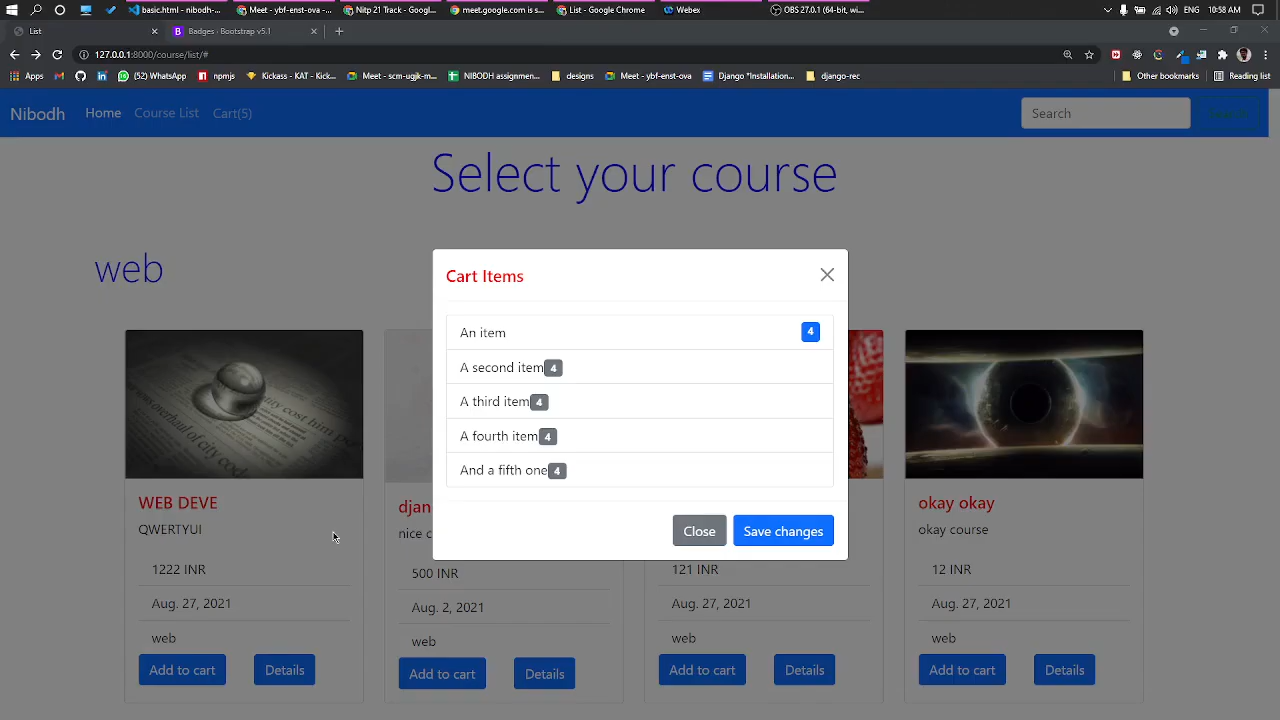 basic.html - nibodh...
Meet - ybf-enst-ova - ...
Nitp 21 Track - Googl...
meet.google.com is s...
List - Google Chrome
Webex
OBS 27.0.1 (64-bit, wi...
10:58 AM
List
Badges · Bootstrap v5.1
127.0.0.1:8000/course/list/#
Apps
(52) WhatsApp
npmjs
Kickass - KAT - Kick...
Meet - scm-ugjk-m...
NIBODH assignmen...
designs
Meet - ybf-enst-ova
Django "Installation...
django-rec
Other bookmarks
Reading list
Nibodh
Home
Course List
Cart(5)
Search
Search
Select your course
web
Cart Items
An item
4
A second item 4
A third item 4
A fourth item 4
And a fifth one 4
Close
Save changes
WEB DEVE
QWERTYUI
1222 INR
Aug. 27, 2021
web
Add to cart
Details
djan
nice c
500 INR
Aug. 2, 2021
web
Add to cart
Details
121 INR
Aug. 27, 2021
web
Add to cart
Details
okay okay
okay course
12 INR
Aug. 27, 2021
web
Add to cart
Details